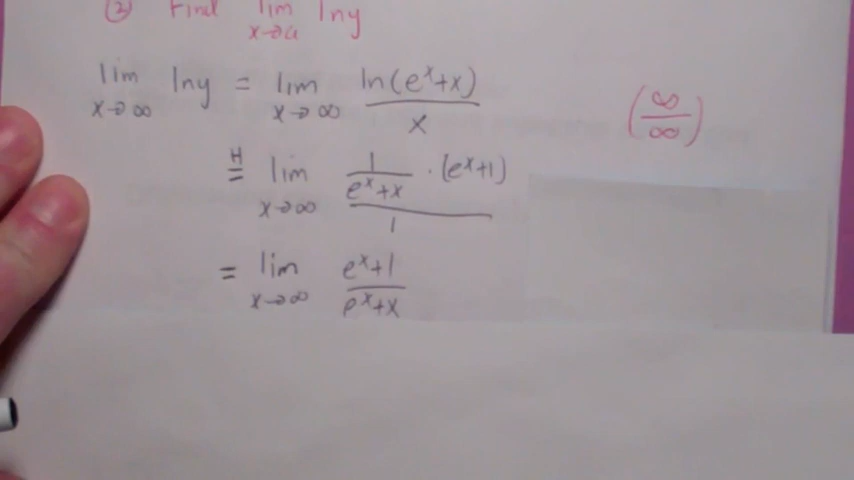 ② Find lim x→a ln y
lim x→∞ ln y = lim x→∞ ln(eˣ+x)/x (∞/∞)
H= lim x→∞ (1/(eˣ+x) · (eˣ+1))/1
= lim x→∞ (eˣ+1)/(eˣ+x)